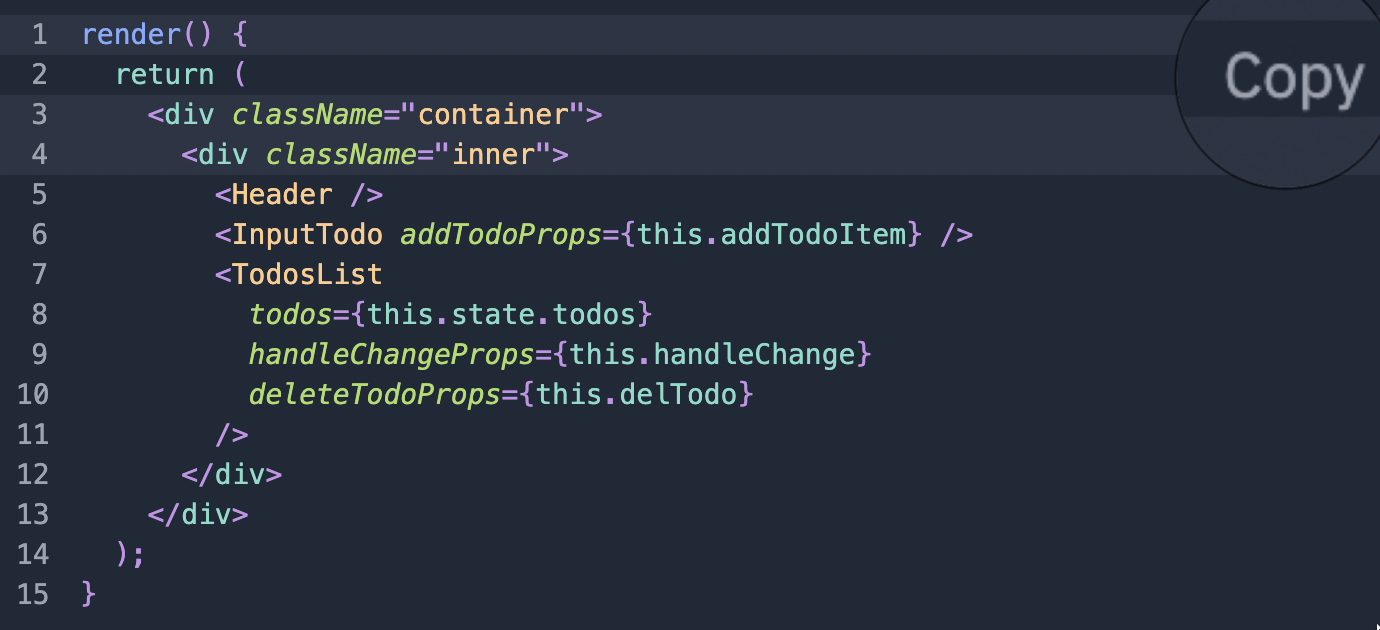 Copy
1 render() {
2   return (
3     <div className="container">
4       <div className="inner">
5         <Header />
6         <InputTodo addTodoProps={this.addTodoItem} />
7         <TodosList
8           todos={this.state.todos}
9           handleChangeProps={this.handleChange}
10           deleteTodoProps={this.delTodo}
11         />
12       </div>
13     </div>
14   );
15 }